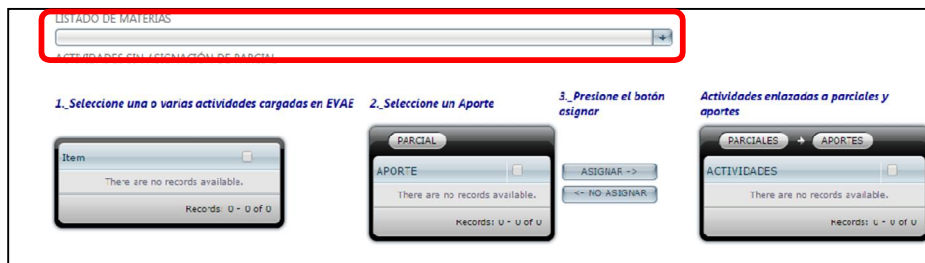 LISTADO DE MATERIAS
ACTIVIDADES SIN ASIGNACIÓN DE PARCIAL
1._Seleccione una o varias actividades cargadas en EVAE
2._Seleccione un Aporte
3._Presione el botón
asignar
Actividades enlazadas a parciales y
aportes
Item
There are no records available.
Records: 0 - 0 of 0
PARCIAL
APORTE
There are no records available.
Records: 0 - 0 of 0
ASIGNAR ->
<- NO ASIGNAR
PARCIALES
APORTES
ACTIVIDADES
There are no records available.
Records: 0 - 0 of 0